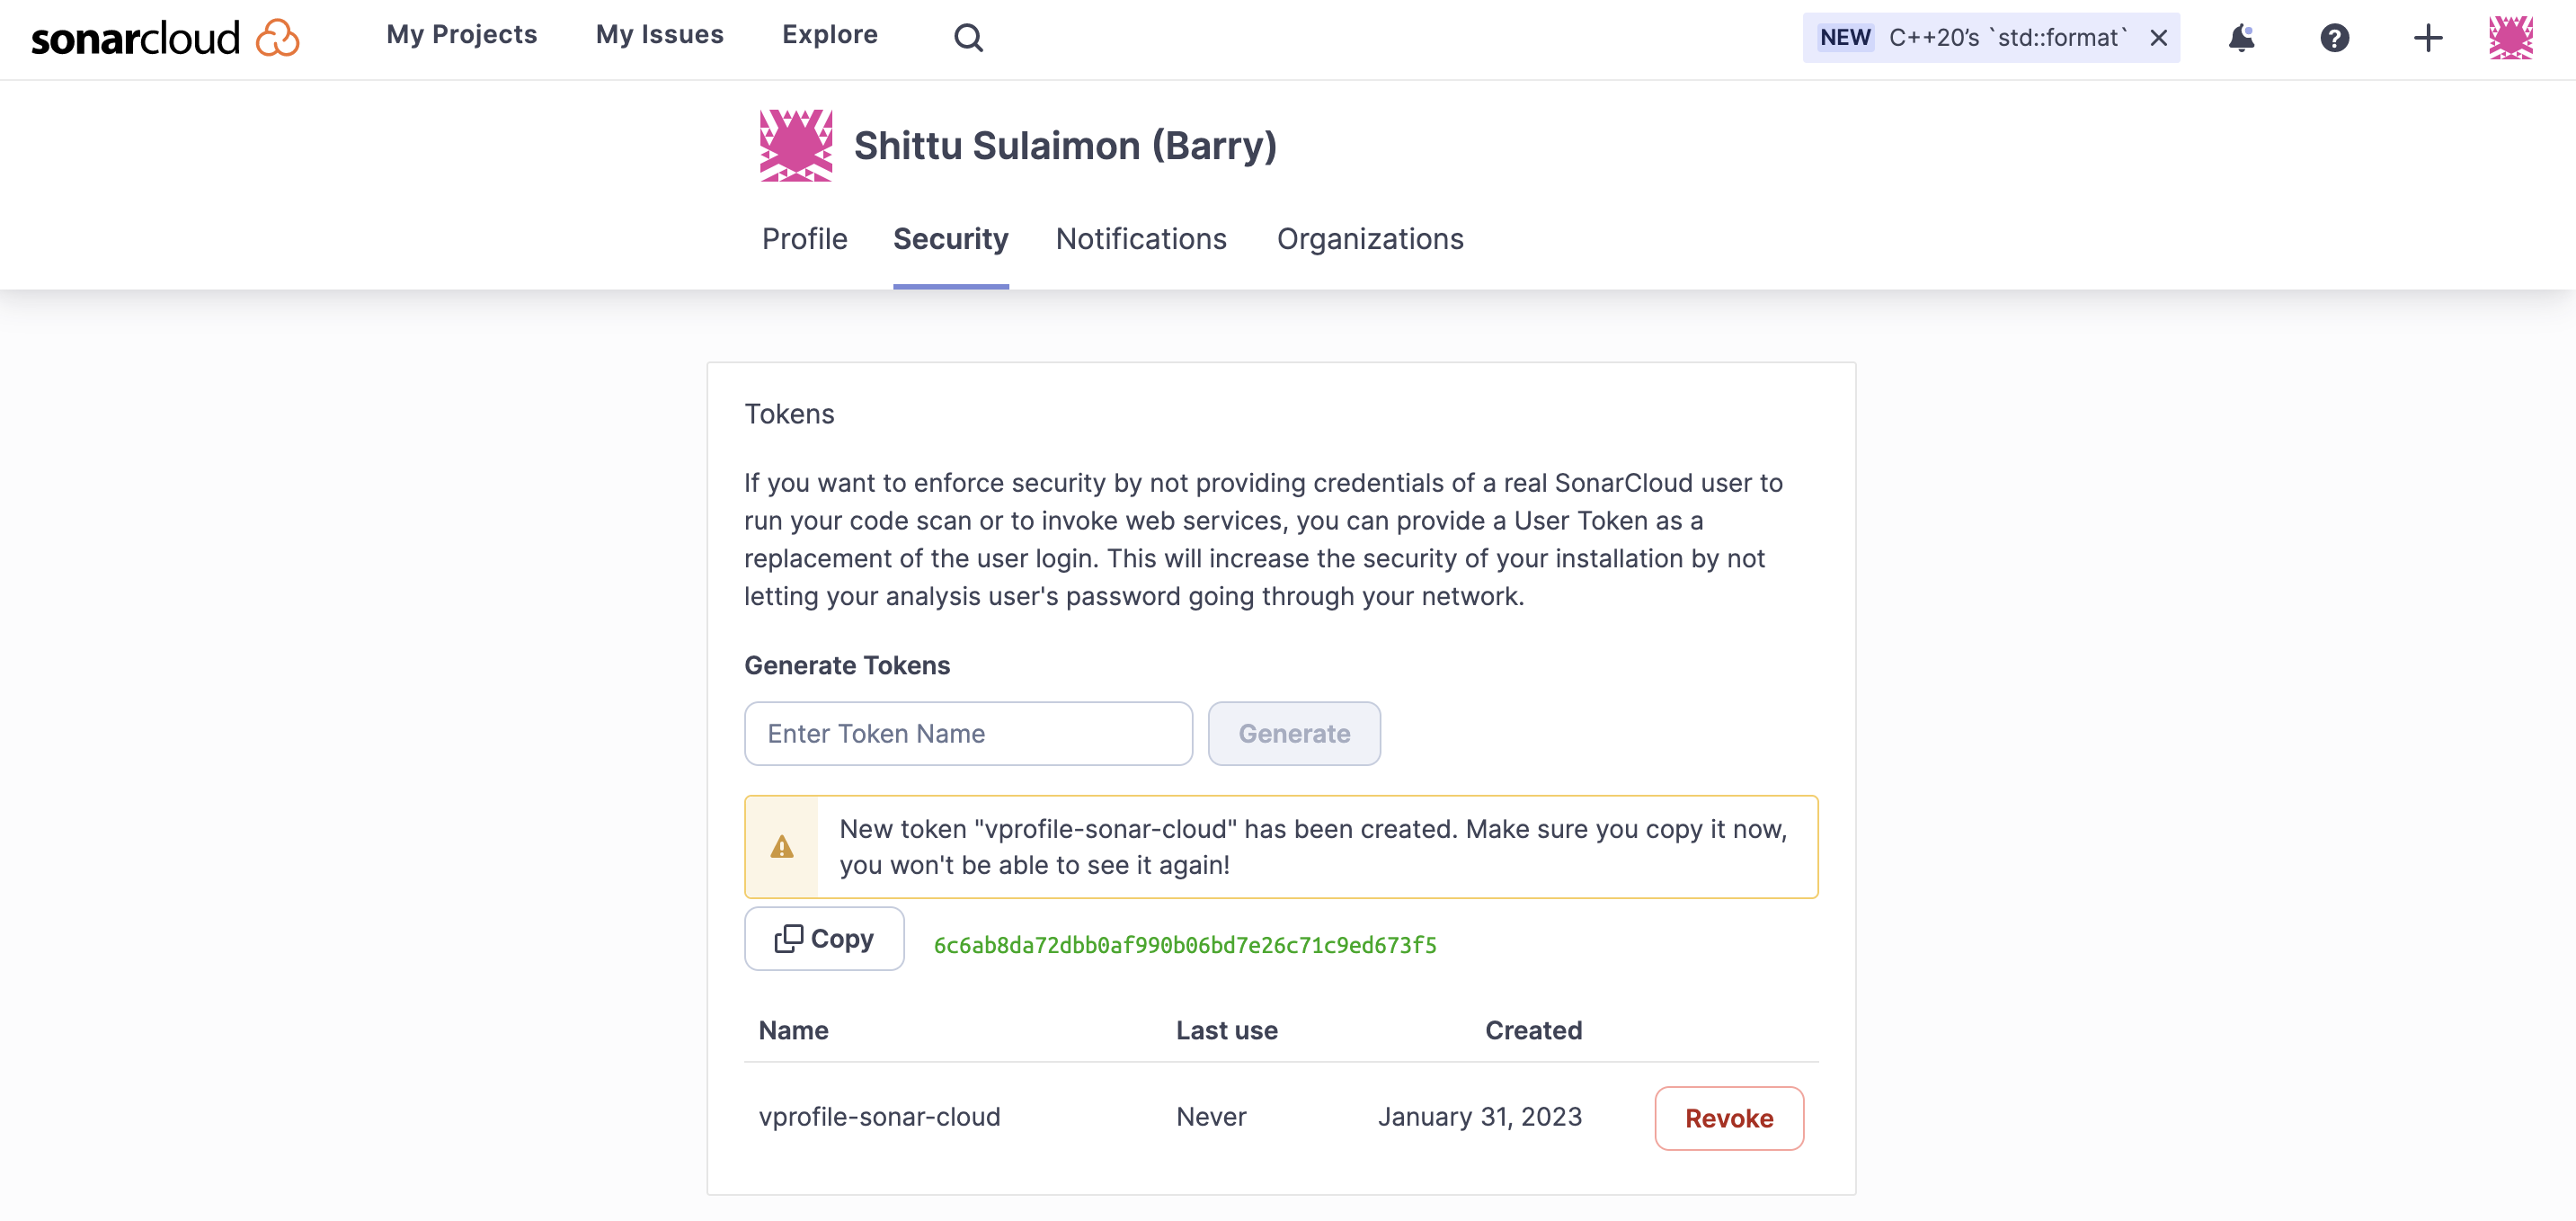 sonarcloud
My Projects
My Issues
Explore
NEW C++20’s `std::format`
Shittu Sulaimon (Barry)
Profile
Security
Notifications
Organizations
Tokens
If you want to enforce security by not providing credentials of a real SonarCloud user to
run your code scan or to invoke web services, you can provide a User Token as a
replacement of the user login. This will increase the security of your installation by not
letting your analysis user's password going through your network.
Generate Tokens
Enter Token Name
Generate
New token "vprofile-sonar-cloud" has been created. Make sure you copy it now,
you won't be able to see it again!
Copy
6c6ab8da72dbb0af990b06bd7e26c71c9ed673f5
Name Last use Created
vprofile-sonar-cloud Never January 31, 2023 Revoke